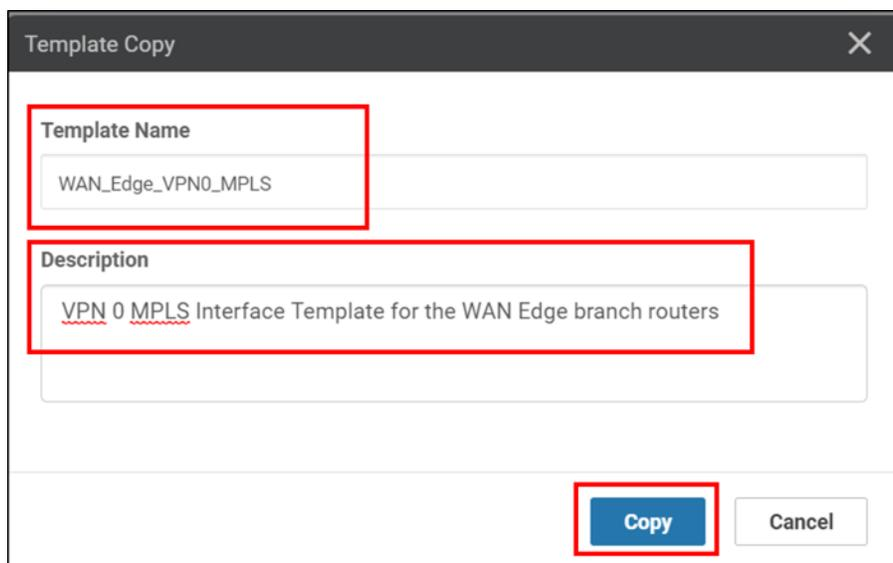 Template Copy
Template Name
WAN_Edge_VPN0_MPLS
Description
VPN 0 MPLS Interface Template for the WAN Edge branch routers
Copy Cancel